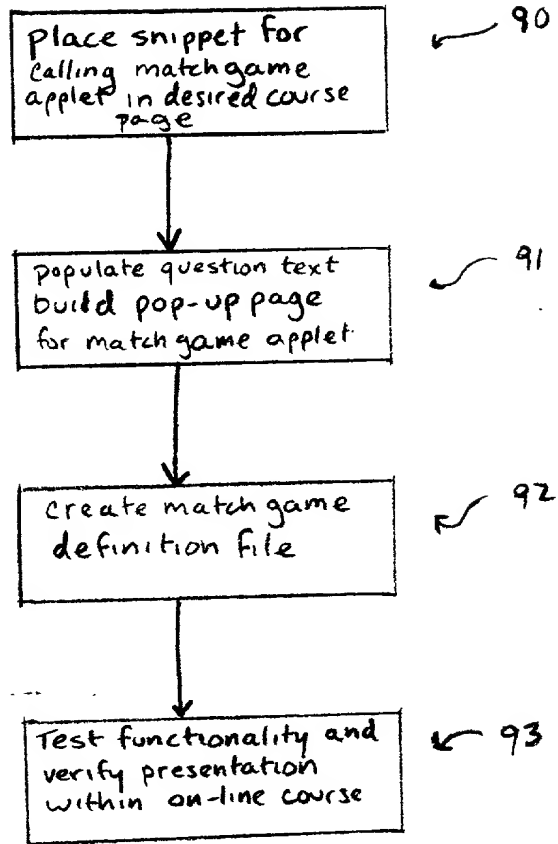 Place snippet for
calling match game
applet in desired course
page
90
populate question text
build pop-up page
for match game applet
91
create match game
definition file
92
Test functionality and
verify presentation
within on-line course
93